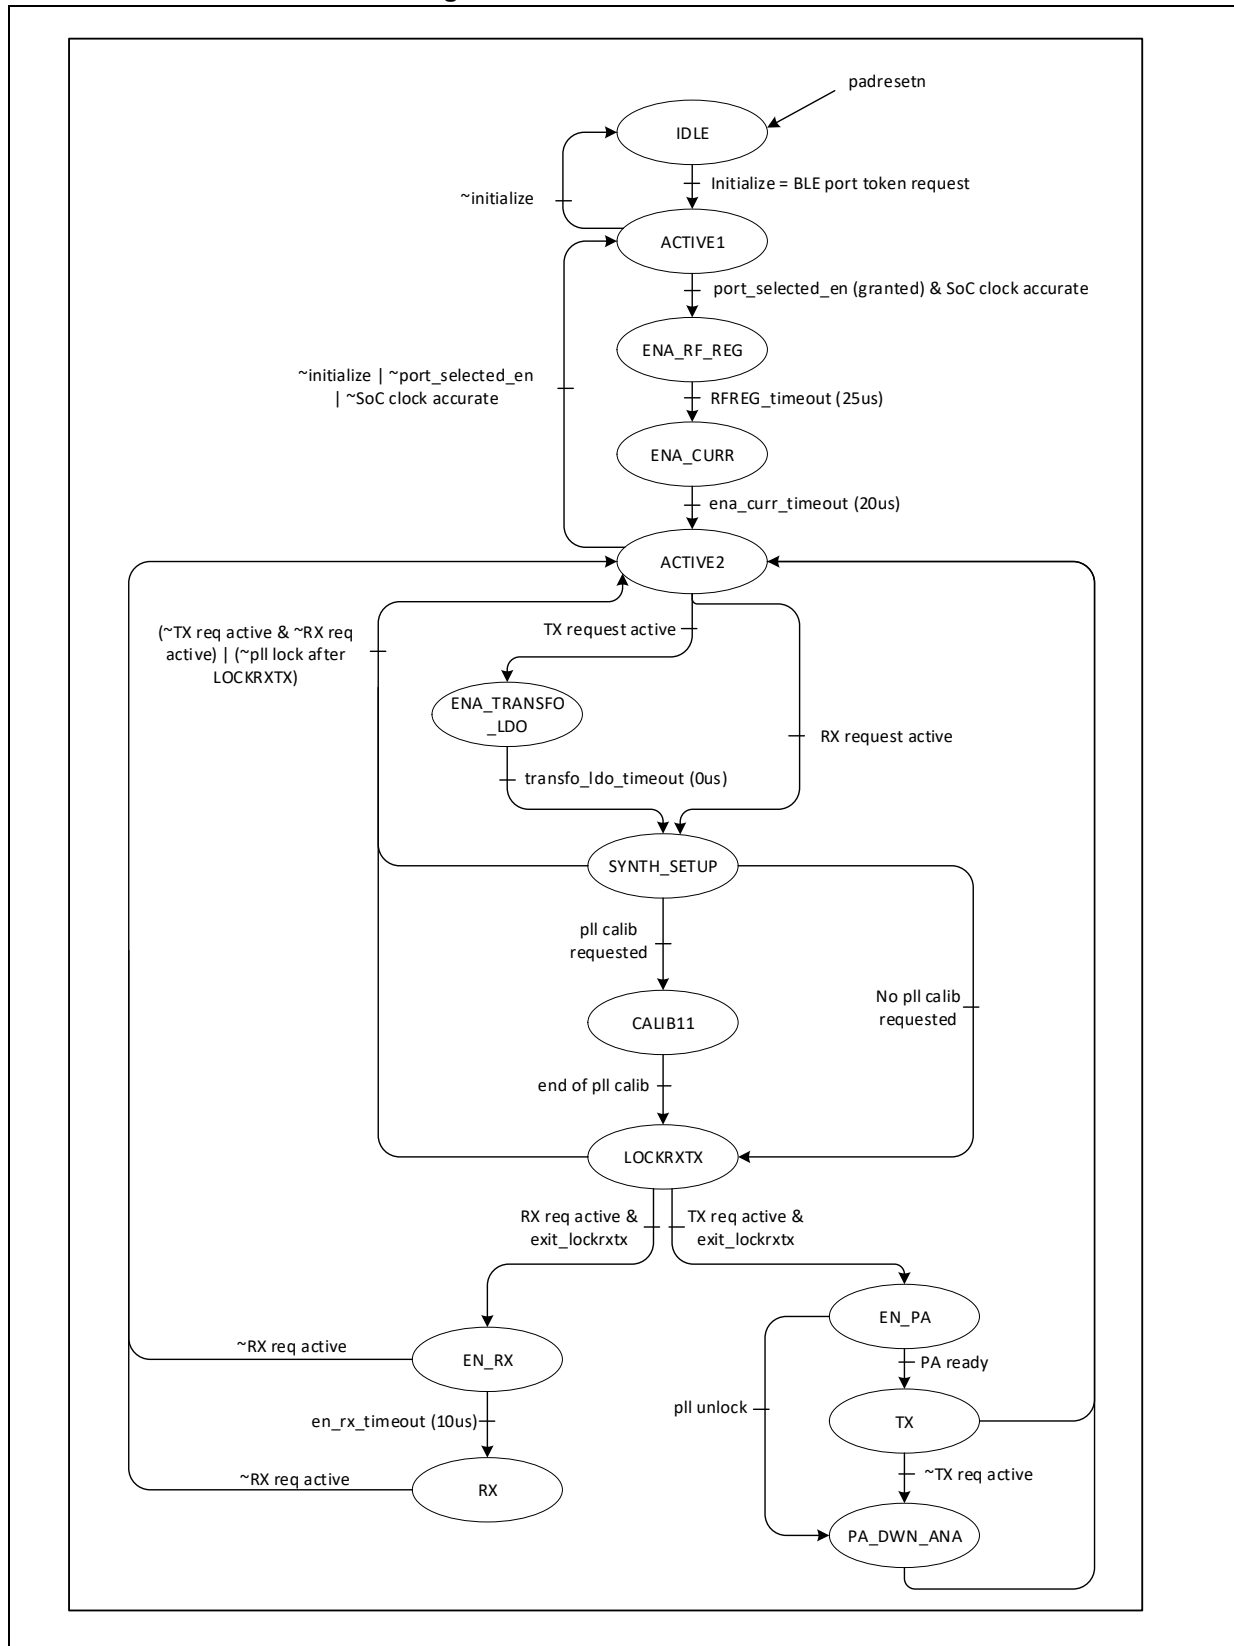 padresetn
IDLE
Initialize = BLE port token request
~initialize
ACTIVE1
port_selected_en (granted) & SoC clock accurate
ENA_RF_REG
~initialize | ~port_selected_en
| ~SoC clock accurate
RFREG_timeout (25us)
ENA_CURR
ena_curr_timeout (20us)
ACTIVE2
(~TX req active & ~RX req
active) | (~pll lock after
LOCKRXTX)
TX request active
ENA_TRANSFO
_LDO
RX request active
transfo_ldo_timeout (0us)
SYNTH_SETUP
pll calib
requested
No pll calib
requested
CALIB11
end of pll calib
LOCKRXTX
RX req active &
exit_lockrxtx
TX req active &
exit_lockrxtx
EN_PA
~RX req active
EN_RX
PA ready
pll unlock
en_rx_timeout (10us)
TX
~RX req active
RX
~TX req active
PA_DWN_ANA